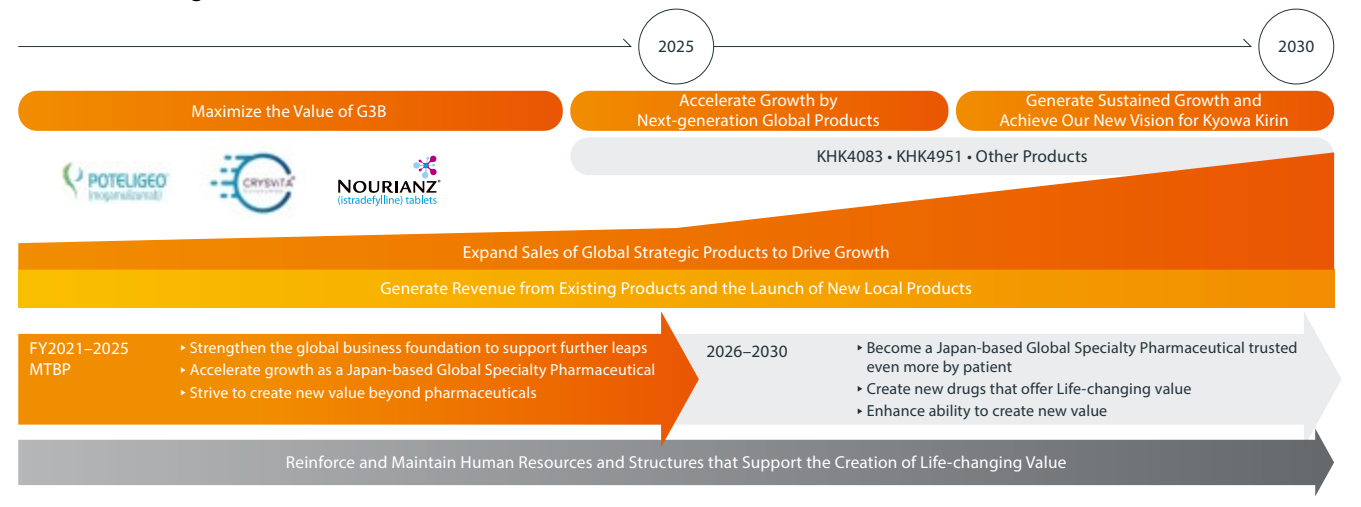 2025
2030
Maximize the Value of G3B
Accelerate Growth by
Next-generation Global Products
Generate Sustained Growth and
Achieve Our New Vision for Kyowa Kirin
KHK4083 • KHK4951 • Other Products
POTELIGEO
(mogamulizumab)
CRYSVITA
NOURIANZ
(istradefylline) tablets
Expand Sales of Global Strategic Products to Drive Growth
Generate Revenue from Existing Products and the Launch of New Local Products
FY2021–2025
MTBP
‣ Strengthen the global business foundation to support further leaps
‣ Accelerate growth as a Japan-based Global Specialty Pharmaceutical
‣ Strive to create new value beyond pharmaceuticals
2026–2030
‣ Become a Japan-based Global Specialty Pharmaceutical trusted
even more by patient
‣ Create new drugs that offer Life-changing value
‣ Enhance ability to create new value
Reinforce and Maintain Human Resources and Structures that Support the Creation of Life-changing Value